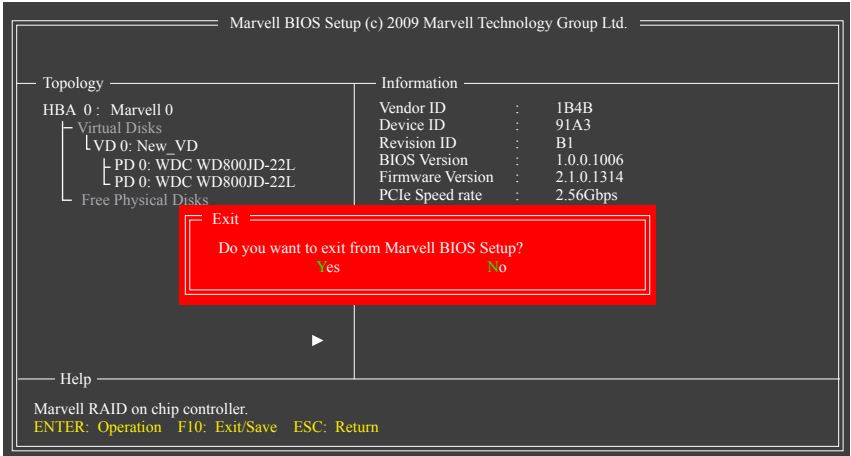 Marvell BIOS Setup (c) 2009 Marvell Technology Group Ltd.
Topology
HBA 0 : Marvell 0
Virtual Disks
VD 0: New_VD
PD 0: WDC WD800JD-22L
PD 0: WDC WD800JD-22L
Free Physical Disks
Information
Vendor ID : 1B4B
Device ID : 91A3
Revision ID : B1
BIOS Version : 1.0.0.1006
Firmware Version : 2.1.0.1314
PCIe Speed rate : 2.56Gbps
Exit
Do you want to exit from Marvell BIOS Setup?
Yes No
Help
Marvell RAID on chip controller.
ENTER: Operation F10: Exit/Save ESC: Return